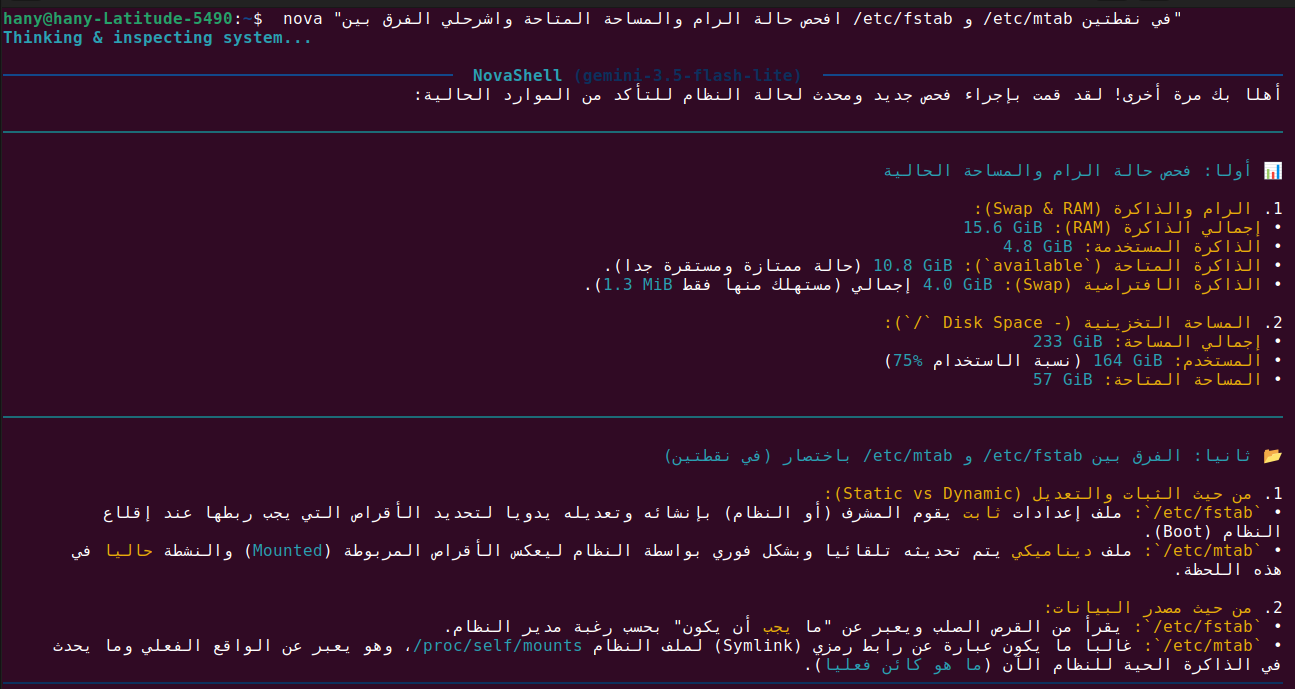 hany@hany-Latitude-5490:~$ nova "افحص حالة الرام والمساحة المتاحة واشرحلي الفرق بين /etc/fstab و /etc/mtab في نقطتين"
Thinking & inspecting system...
NovaShell (gemini-3.5-flash-lite)
أهلا بك مرة أخرى! لقد قمت بإجراء فحص جديد ومحدث لحالة النظام للتأكد من الموارد الحالية:
📊 أولا: فحص حالة الرام والمساحة الحالية
1. الرام والذاكرة (Swap & RAM):
• إجمالي الذاكرة (RAM): 15.6 GiB
• الذاكرة المستخدمة: 4.8 GiB
• الذاكرة المتاحة (`available`): 10.8 GiB (حالة ممتازة ومستقرة جدا).
• الذاكرة الافتراضية (Swap): 4.0 GiB إجمالي (مستهلك منها فقط 1.3 MiB).
2. المساحة التخزينية (Disk Space - `/`):
• إجمالي المساحة: 233 GiB
• المستخدم: 164 GiB (نسبة الاستخدام 75%)
• المساحة المتاحة: 57 GiB
📂 ثانيا: الفرق بين /etc/fstab و /etc/mtab باختصار (في نقطتين)
1. من حيث الثبات والتعديل (Static vs Dynamic):
• `/etc/fstab`: ملف إعدادات ثابت يقوم المشرف (أو النظام) بإنشائه وتعديله يدويا لتحديد الأقراص التي يجب ربطها عند إقلاع
النظام (Boot).
• `/etc/mtab`: ملف ديناميكي يتم تحديثه تلقائيا وبشكل فوري بواسطة النظام ليعكس الأقراص المربوطة (Mounted) والنشطة حاليا في
هذه اللحظة.
2. من حيث مصدر البيانات:
• `/etc/fstab`: يقرأ من القرص الصلب ويعبر عن "ما يجب أن يكون" بحسب رغبة مدير النظام.
• `/etc/mtab`: غالبا ما يكون عبارة عن رابط رمزي (Symlink) لملف النظام /proc/self/mounts، وهو يعبر عن الواقع الفعلي وما يحدث
في الذاكرة الحية للنظام الآن (ما هو كائن فعليا).